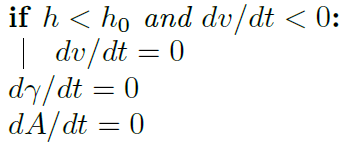 if h < h₀ and dv/dt < 0:
| dv/dt = 0
dγ/dt = 0
dA/dt = 0